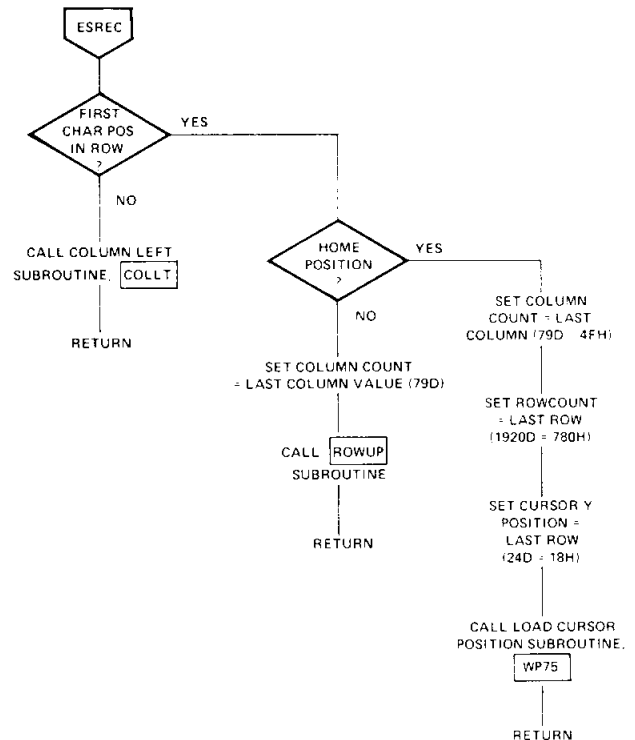 ESREC
FIRST
CHAR POS
IN ROW
?
YES
NO
CALL COLUMN LEFT
SUBROUTINE, COLLT
RETURN
HOME
POSITION
?
YES
NO
SET COLUMN COUNT
= LAST COLUMN VALUE (79D)
CALL ROWUP
SUBROUTINE
RETURN
SET COLUMN
COUNT = LAST
COLUMN (79D 4FH)
SET ROWCOUNT
= LAST ROW
(1920D = 780H)
SET CURSOR Y
POSITION =
LAST ROW
(24D = 18H)
CALL LOAD CURSOR
POSITION SUBROUTINE,
WP75
RETURN